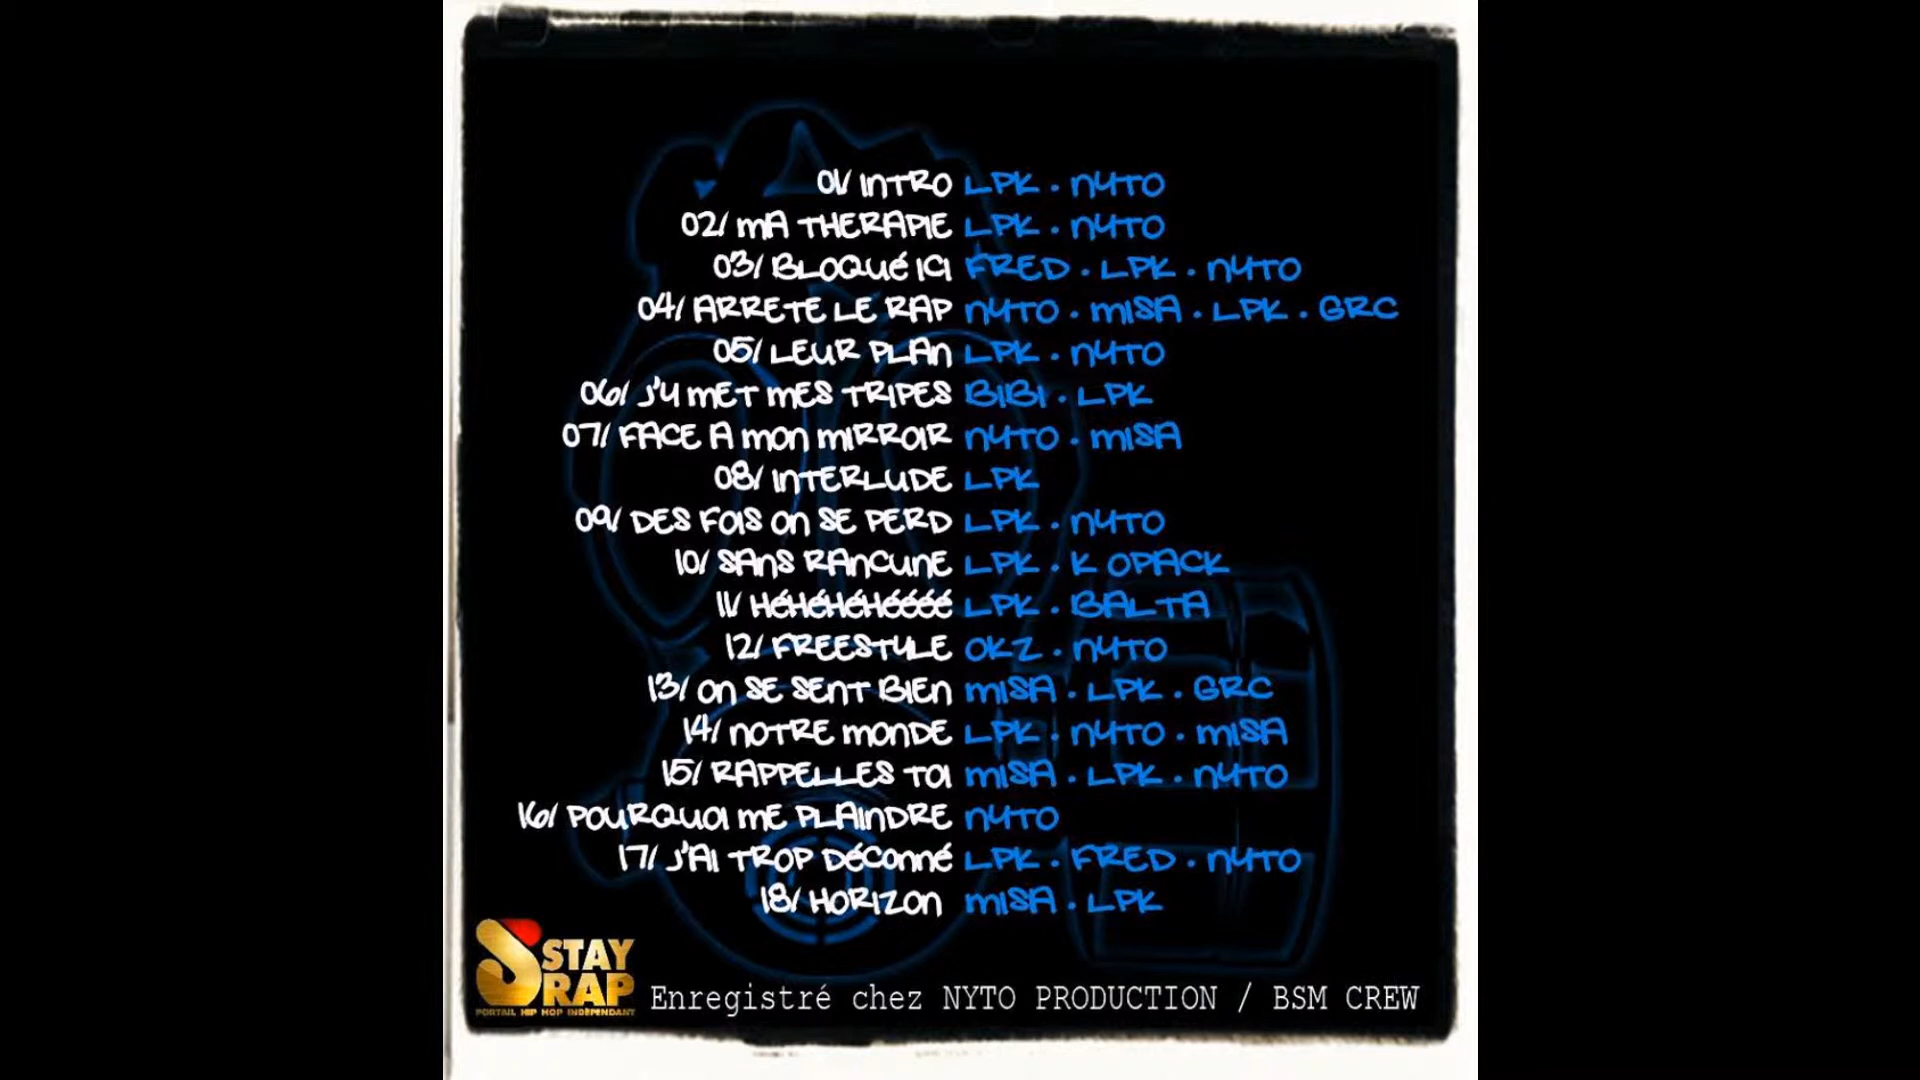 01/ INTRO LPK . NYTO
02/ MA THERAPIE LPK . NYTO
03/ BLOQUÉ ICI FRED . LPK . NYTO
04/ ARRETE LE RAP NYTO . MISA . LPK . GRC
05/ LEUR PLAN LPK . NYTO
06/ J'Y MET MES TRIPES BIBI . LPK
07/ FACE A MON MIRROIR NYTO . MISA
08/ INTERLUDE LPK
09/ DES FOIS ON SE PERD LPK . NYTO
10/ SANS RANCUNE LPK . K OPACK
11/ HÉHÉHÉHÉÉÉÉ LPK . BALTA
12/ FREESTYLE OKZ . NYTO
13/ ON SE SENT BIEN MISA . LPK . GRC
14/ NOTRE MONDE LPK . NYTO . MISA
15/ RAPPELLES TOI MISA . LPK . NYTO
16/ POURQUOI ME PLAINDRE NYTO
17/ J'AI TROP DÉCONNÉ LPK . FRED . NYTO
18/ HORIZON MISA . LPK
STAY
RAP
PORTAIL HIP HOP INDÉPENDANT
Enregistré chez NYTO PRODUCTION / BSM CREW